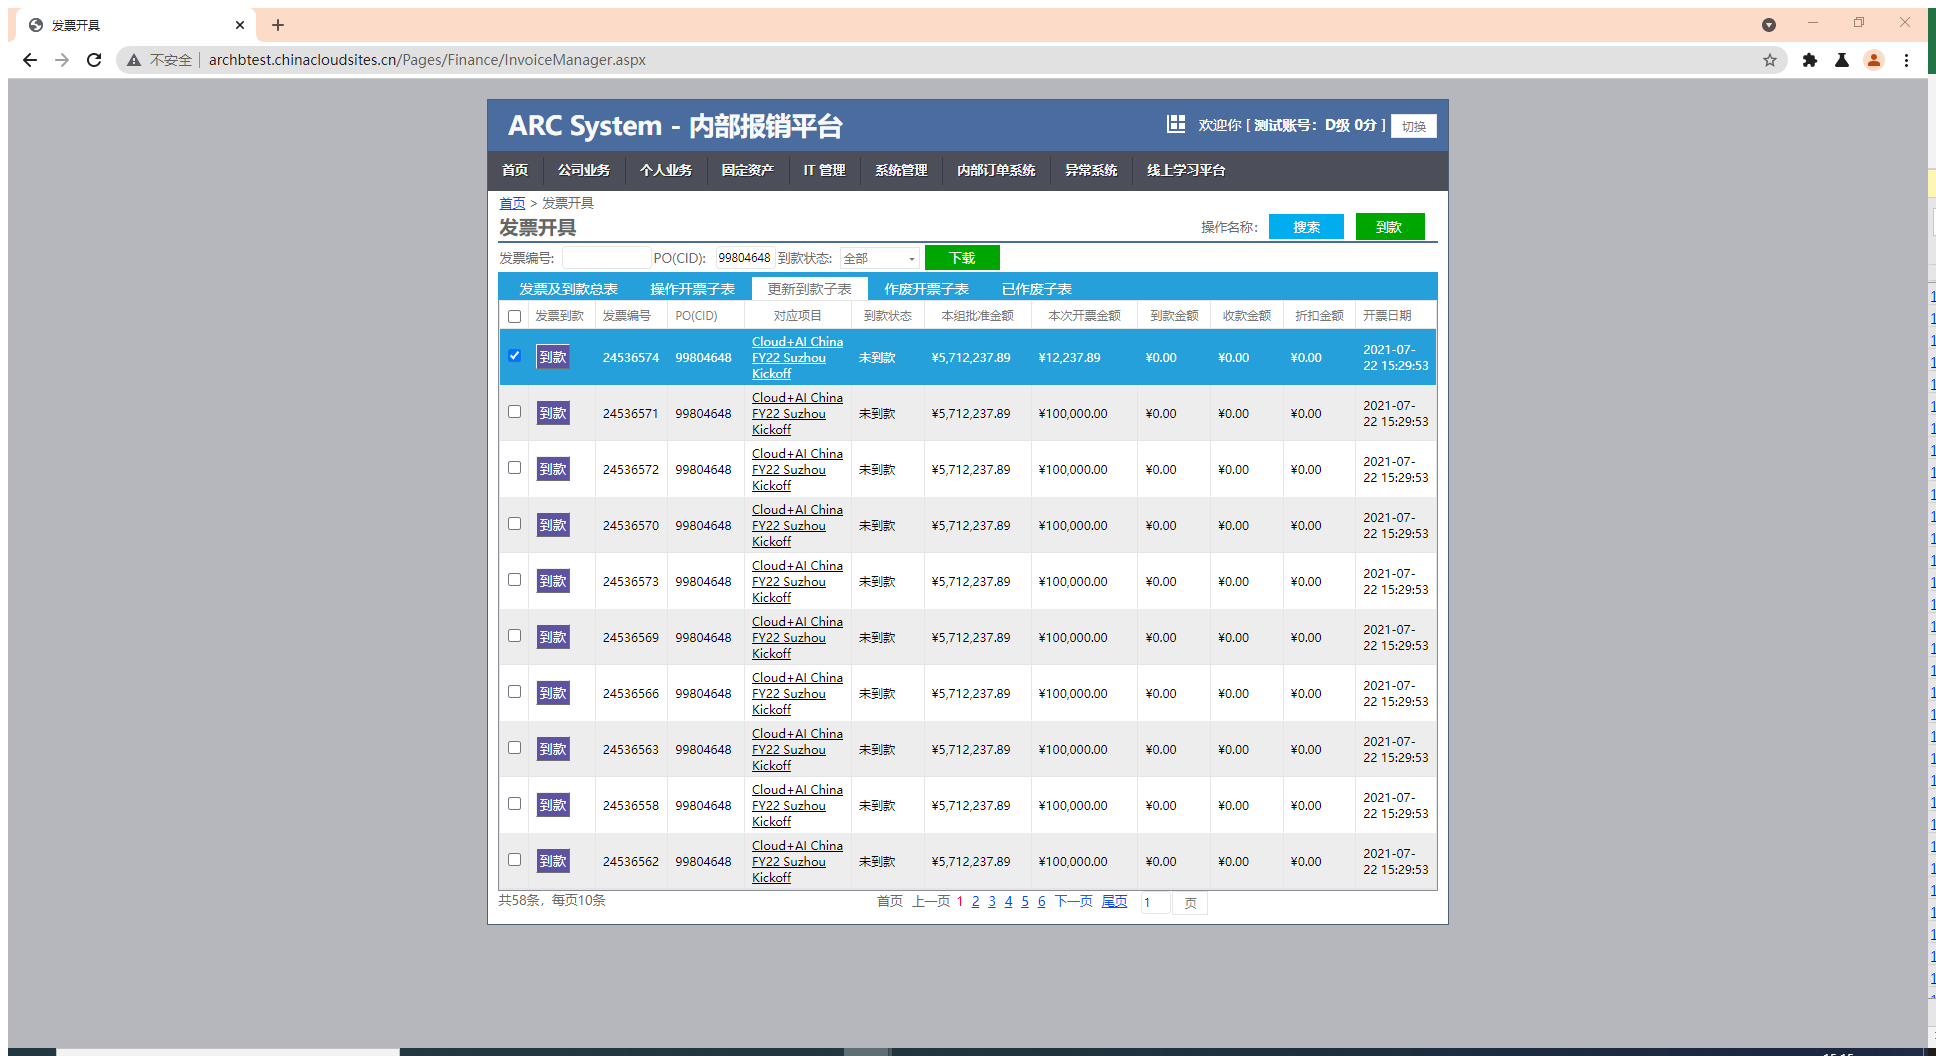 发票开具
不安全 archbtest.chinacloudsites.cn/Pages/Finance/InvoiceManager.aspx
ARC System - 内部报销平台 欢迎你 [ 测试账号：D级 0分 ] 切换
首页 公司业务 个人业务 固定资产 IT 管理 系统管理 内部订单系统 异常系统 线上学习平台
首页 > 发票开具
发票开具 操作名称： 搜索 到款
发票编号: PO(CID): 99804648 到款状态: 全部 下载
发票及到款总表 操作开票子表 更新到款子表 作废开票子表 已作废子表
发票到款 发票编号 PO(CID) 对应项目 到款状态 本组批准金额 本次开票金额 到款金额 收款金额 折扣金额 开票日期
到款 24536574 99804648 Cloud+AI China FY22 Suzhou Kickoff 未到款 ¥5,712,237.89 ¥12,237.89 ¥0.00 ¥0.00 ¥0.00 2021-07-22 15:29:53
到款 24536571 99804648 Cloud+AI China FY22 Suzhou Kickoff 未到款 ¥5,712,237.89 ¥100,000.00 ¥0.00 ¥0.00 ¥0.00 2021-07-22 15:29:53
到款 24536572 99804648 Cloud+AI China FY22 Suzhou Kickoff 未到款 ¥5,712,237.89 ¥100,000.00 ¥0.00 ¥0.00 ¥0.00 2021-07-22 15:29:53
到款 24536570 99804648 Cloud+AI China FY22 Suzhou Kickoff 未到款 ¥5,712,237.89 ¥100,000.00 ¥0.00 ¥0.00 ¥0.00 2021-07-22 15:29:53
到款 24536573 99804648 Cloud+AI China FY22 Suzhou Kickoff 未到款 ¥5,712,237.89 ¥100,000.00 ¥0.00 ¥0.00 ¥0.00 2021-07-22 15:29:53
到款 24536569 99804648 Cloud+AI China FY22 Suzhou Kickoff 未到款 ¥5,712,237.89 ¥100,000.00 ¥0.00 ¥0.00 ¥0.00 2021-07-22 15:29:53
到款 24536566 99804648 Cloud+AI China FY22 Suzhou Kickoff 未到款 ¥5,712,237.89 ¥100,000.00 ¥0.00 ¥0.00 ¥0.00 2021-07-22 15:29:53
到款 24536563 99804648 Cloud+AI China FY22 Suzhou Kickoff 未到款 ¥5,712,237.89 ¥100,000.00 ¥0.00 ¥0.00 ¥0.00 2021-07-22 15:29:53
到款 24536558 99804648 Cloud+AI China FY22 Suzhou Kickoff 未到款 ¥5,712,237.89 ¥100,000.00 ¥0.00 ¥0.00 ¥0.00 2021-07-22 15:29:53
到款 24536562 99804648 Cloud+AI China FY22 Suzhou Kickoff 未到款 ¥5,712,237.89 ¥100,000.00 ¥0.00 ¥0.00 ¥0.00 2021-07-22 15:29:53
共58条，每页10条 首页 上一页 1 2 3 4 5 6 下一页 尾页 1 页